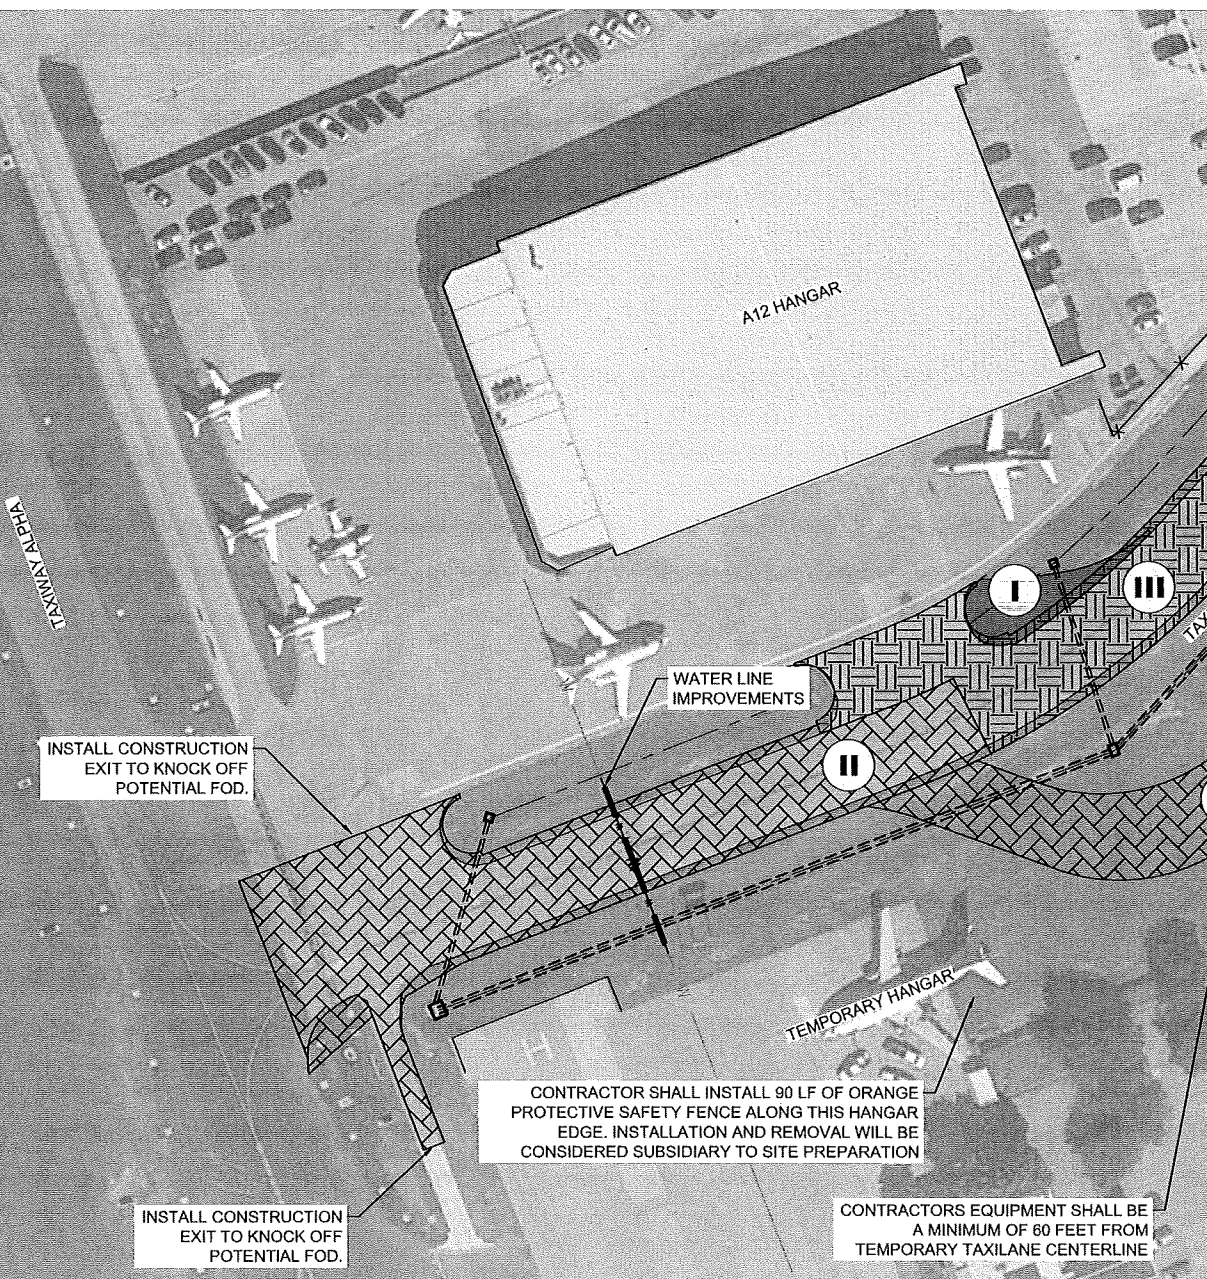 A12 HANGAR
TAXIWAY ALPHA
I
III
TAX
WATER LINE
IMPROVEMENTS
II
INSTALL CONSTRUCTION
EXIT TO KNOCK OFF
POTENTIAL FOD.
TEMPORARY HANGAR
H
CONTRACTOR SHALL INSTALL 90 LF OF ORANGE
PROTECTIVE SAFETY FENCE ALONG THIS HANGAR
EDGE. INSTALLATION AND REMOVAL WILL BE
CONSIDERED SUBSIDIARY TO SITE PREPARATION
INSTALL CONSTRUCTION
EXIT TO KNOCK OFF
POTENTIAL FOD.
CONTRACTORS EQUIPMENT SHALL BE
A MINIMUM OF 60 FEET FROM
TEMPORARY TAXILANE CENTERLINE